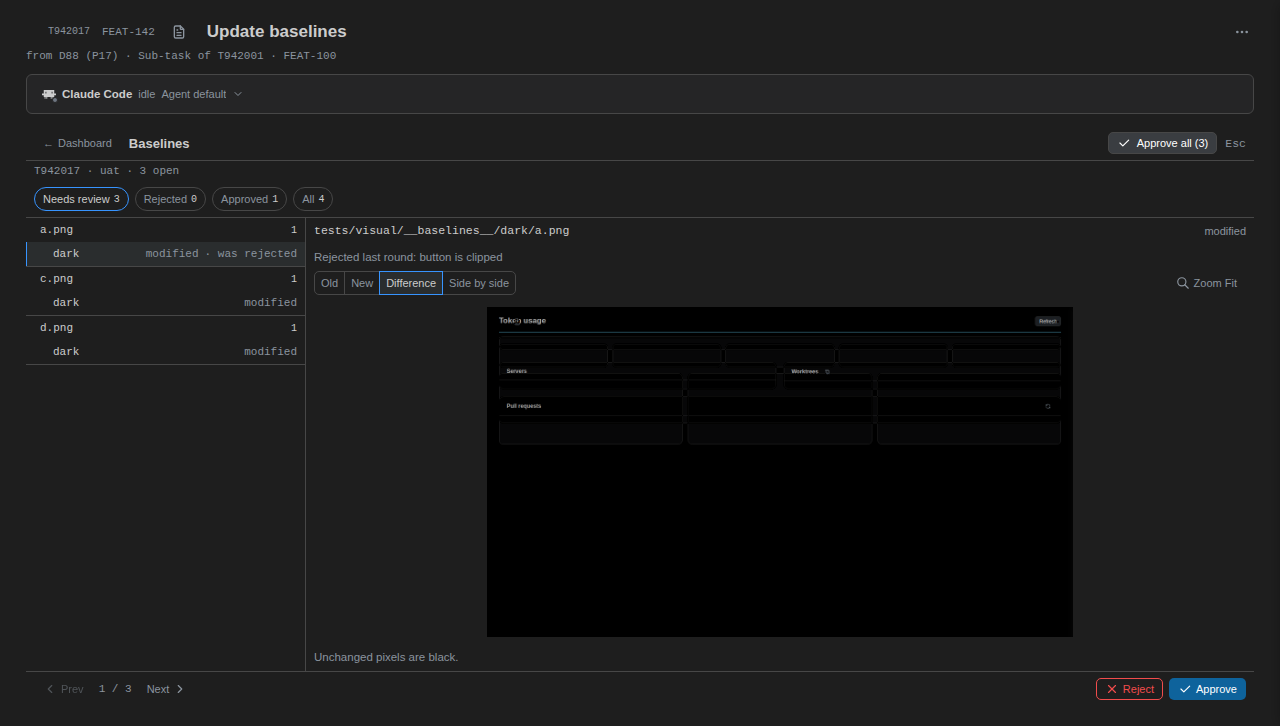 T942017 FEAT-142 Update baselines
from D88 (P17) · Sub-task of T942001 · FEAT-100
Claude Code idle Agent default
← Dashboard Baselines Approve all (3) Esc
T942017 · uat · 3 open
Needs review 3 Rejected 0 Approved 1 All 4
a.png 1
dark modified · was rejected
c.png 1
dark modified
d.png 1
dark modified
tests/visual/__baselines__/dark/a.png modified
Rejected last round: button is clipped
Old New Difference Side by side Zoom Fit
Token usage
Servers Worktrees
Pull requests
Unchanged pixels are black.
Prev 1 / 3 Next Reject Approve